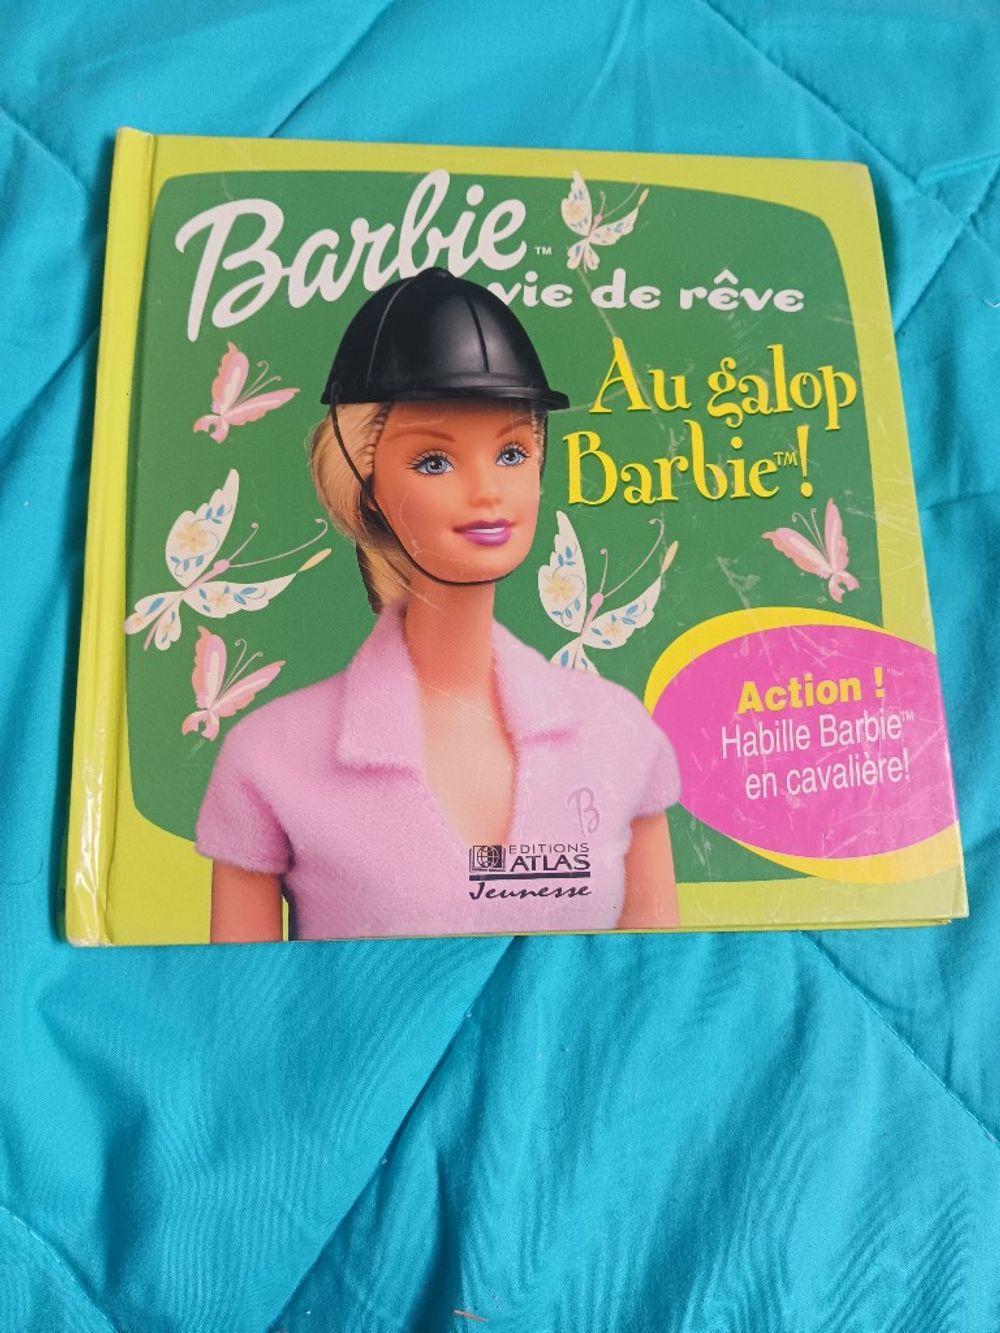 Barbie™
vie de rêve
Au galop
Barbie™!
Action !
Habille Barbie™
en cavalière!
B
EDITIONS
ATLAS
Jeunesse